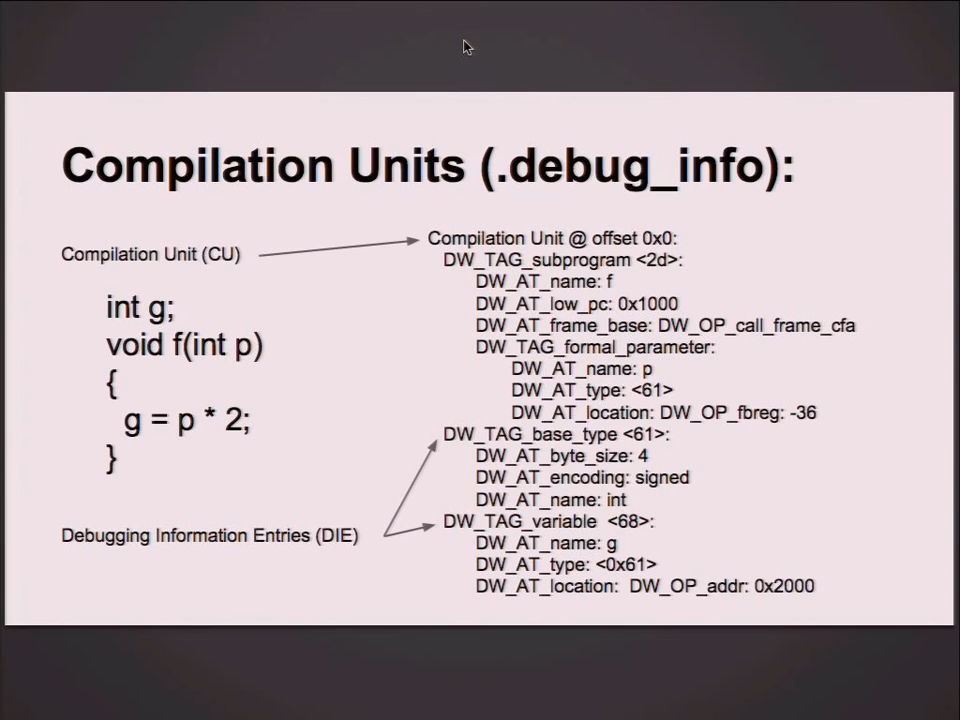 Compilation Units (.debug_info):
Compilation Unit (CU)
int g;
void f(int p)
{
g = p * 2;
}
Debugging Information Entries (DIE)
Compilation Unit @ offset 0x0:
DW_TAG_subprogram <2d>:
DW_AT_name: f
DW_AT_low_pc: 0x1000
DW_AT_frame_base: DW_OP_call_frame_cfa
DW_TAG_formal_parameter:
DW_AT_name: p
DW_AT_type: <61>
DW_AT_location: DW_OP_fbreg: -36
DW_TAG_base_type <61>:
DW_AT_byte_size: 4
DW_AT_encoding: signed
DW_AT_name: int
DW_TAG_variable <68>:
DW_AT_name: g
DW_AT_type: <0x61>
DW_AT_location: DW_OP_addr: 0x2000